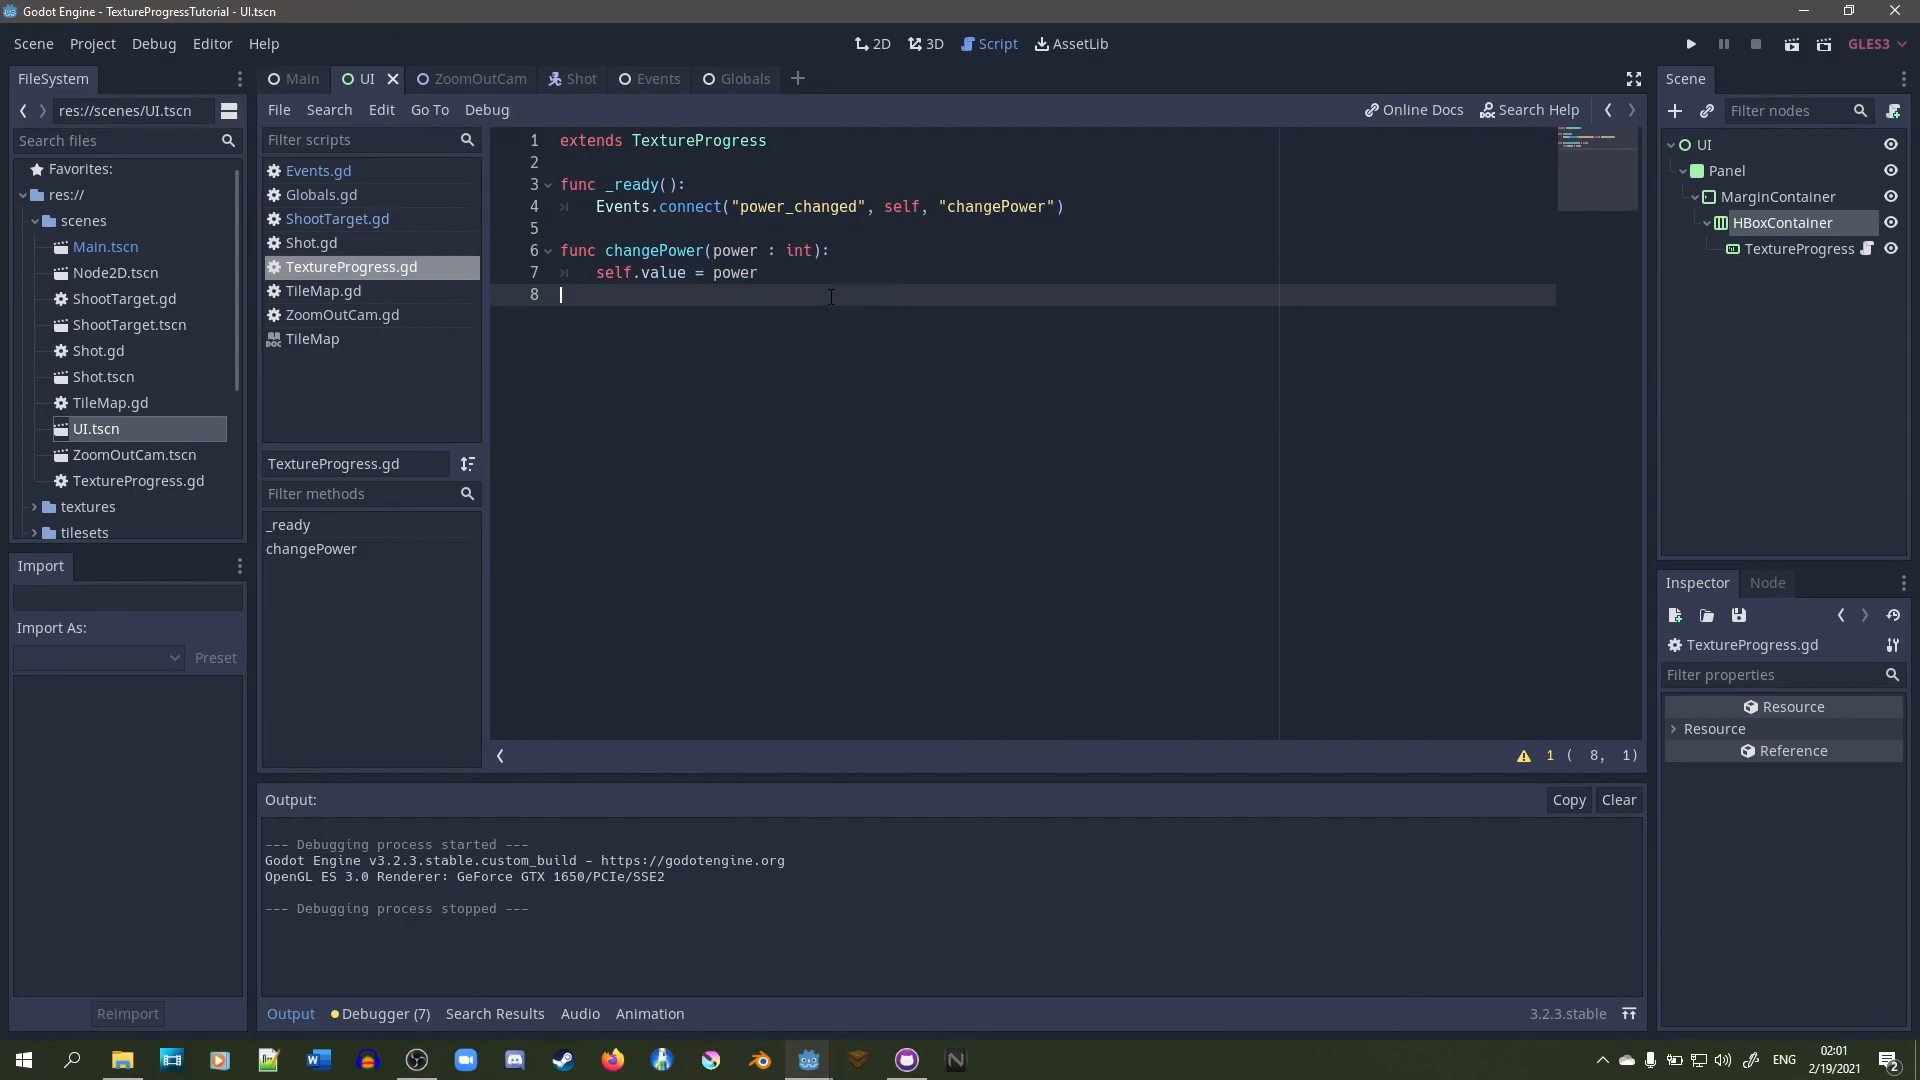 Godot Engine - TextureProgressTutorial - UI.tscn
Scene Project Debug Editor Help
2D 3D Script AssetLib
GLES3
FileSystem
res://scenes/UI.tscn
Search files
Favorites:
res://
scenes
Main.tscn
Node2D.tscn
ShootTarget.gd
ShootTarget.tscn
Shot.gd
Shot.tscn
TileMap.gd
UI.tscn
ZoomOutCam.tscn
TextureProgress.gd
textures
tilesets
Import
Import As:
Preset
Reimport
Main UI ZoomOutCam Shot Events Globals
File Search Edit Go To Debug
Online Docs Search Help
Filter scripts
Events.gd
Globals.gd
ShootTarget.gd
Shot.gd
TextureProgress.gd
TileMap.gd
ZoomOutCam.gd
TileMap
TextureProgress.gd
Filter methods
_ready
changePower
1 extends TextureProgress
2
3 func _ready():
4 Events.connect("power_changed", self, "changePower")
5
6 func changePower(power : int):
7 self.value = power
8
1 ( 8, 1)
Output:
Copy Clear
--- Debugging process started ---
Godot Engine v3.2.3.stable.custom_build - https://godotengine.org
OpenGL ES 3.0 Renderer: GeForce GTX 1650/PCIe/SSE2
--- Debugging process stopped ---
Output Debugger (7) Search Results Audio Animation
3.2.3.stable
Scene
Filter nodes
UI
Panel
MarginContainer
HBoxContainer
TextureProgress
Inspector Node
TextureProgress.gd
Filter properties
Resource
Resource
Reference
ENG
02:01
2/19/2021
2